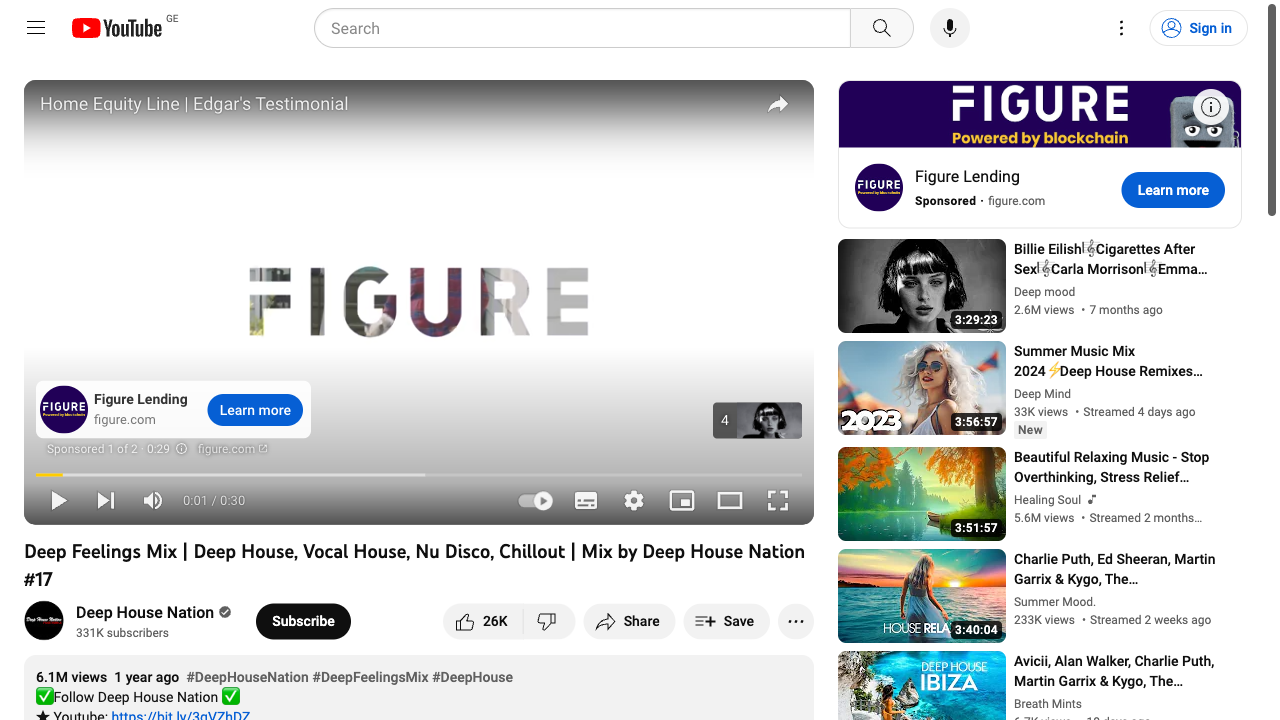 YouTube GE
Search
Sign in
Home Equity Line | Edgar's Testimonial
FIGURE
FIGURE
Figure Lending
figure.com
Learn more
4
Sponsored 1 of 2 · 0:29 figure.com
0:01 / 0:30
Deep Feelings Mix | Deep House, Vocal House, Nu Disco, Chillout | Mix by Deep House Nation
#17
Deep House Nation
331K subscribers
Subscribe
26K
Share
Save
6.1M views 1 year ago #DeepHouseNation #DeepFeelingsMix #DeepHouse
✅Follow Deep House Nation ✅
★ Youtube: https://bit.ly/3gVZhDZ
FIGURE
Powered by blockchain
FIGURE
Figure Lending
Sponsored · figure.com
Learn more
3:29:23
Billie Eilish🎼Cigarettes After
Sex🎼Carla Morrison🎼Emma...
Deep mood
2.6M views • 7 months ago
2023
3:56:57
Summer Music Mix
2024⚡Deep House Remixes...
Deep Mind
33K views • Streamed 4 days ago
New
3:51:57
Beautiful Relaxing Music - Stop
Overthinking, Stress Relief...
Healing Soul
5.6M views • Streamed 2 months...
HOUSE RELA
3:40:04
Charlie Puth, Ed Sheeran, Martin
Garrix & Kygo, The...
Summer Mood.
233K views • Streamed 2 weeks ago
DEEP HOUSE
IBIZA
Avicii, Alan Walker, Charlie Puth,
Martin Garrix & Kygo, The...
Breath Mints